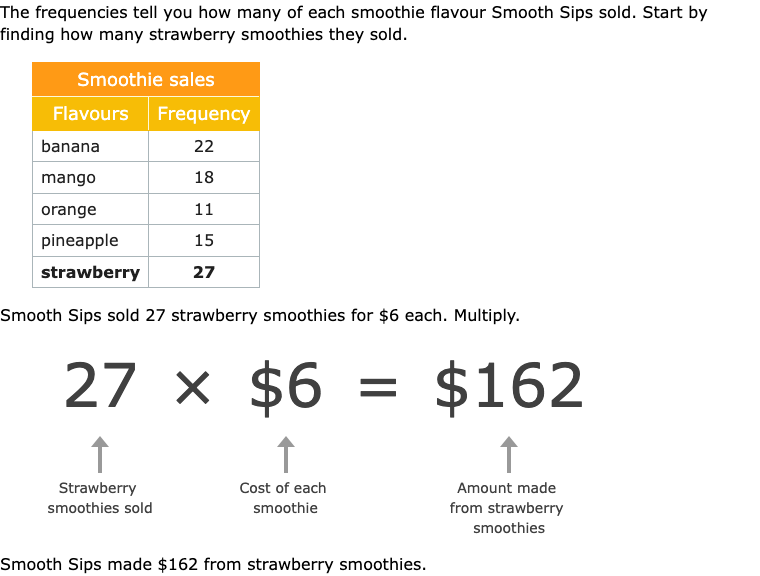 The frequencies tell you how many of each smoothie flavour Smooth Sips sold. Start by
finding how many strawberry smoothies they sold.
Smoothie sales
Flavours Frequency
banana 22
mango 18
orange 11
pineapple 15
strawberry 27
Smooth Sips sold 27 strawberry smoothies for $6 each. Multiply.
27 × $6 = $162
Strawberry smoothies sold
Cost of each smoothie
Amount made from strawberry smoothies
Smooth Sips made $162 from strawberry smoothies.